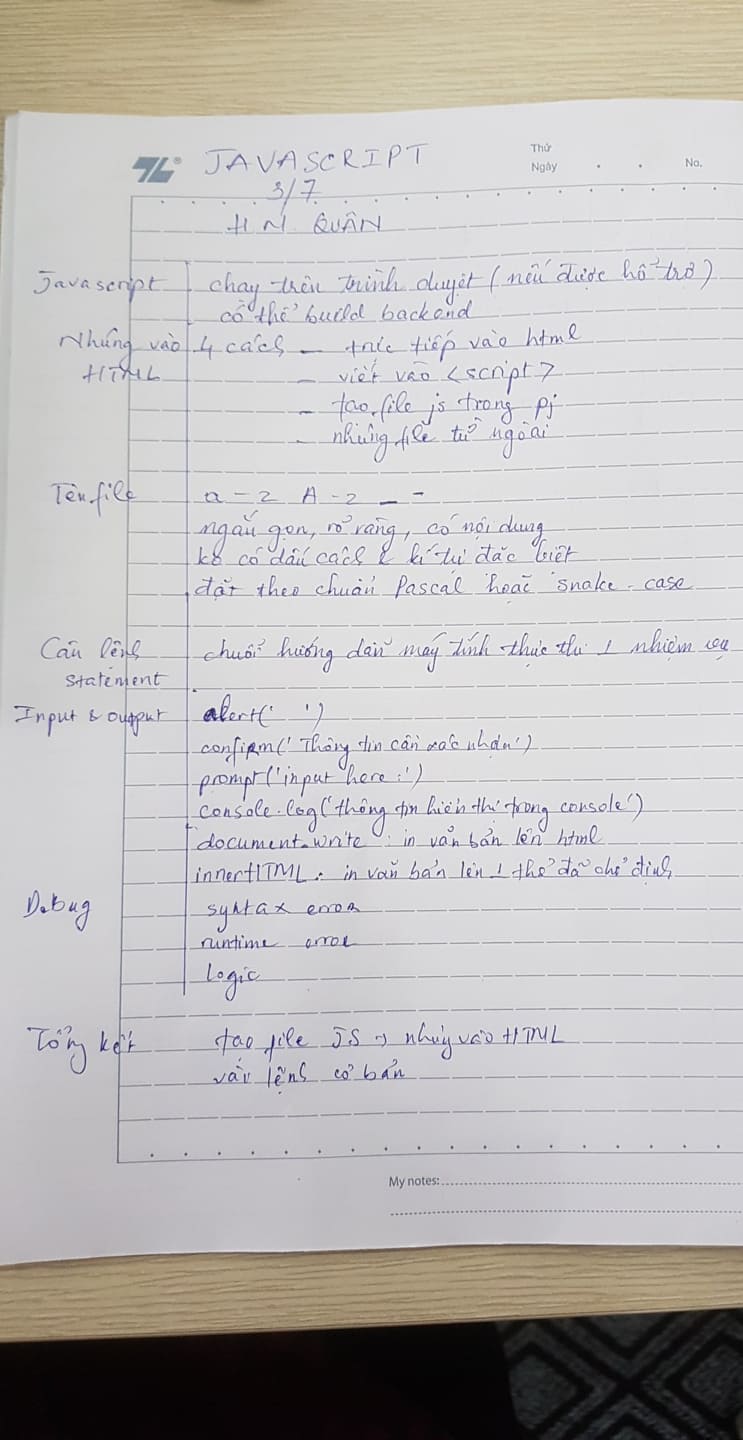 TL® JAVASCRIPT
Thứ
Ngày
No.
3/7
H N QUÂN
Javascript chạy trên trình duyệt (nếu được hổ trợ)
có thể build backend
Nhúng vào 4 cách - trức tiếp vào html
HTML - viết vào <script>
- tạo file js trong pj
- nhúng file từ ngoài
Tên file a-z A-z _ -
ngắn gọn, rõ ràng, có nội dung
ko có dấu cách & kí tự đặc biệt
đặt theo chuẩn Pascal hoặc snake-case
Câu lệnh chuỗi hướng dẫn máy tính thực thi 1 nhiệm vụ
statement
Input & output alert(' ')
confirm('Thông tin cần xác nhận')
prompt('input here:')
console.log('thông tin hiển thị trong console')
document.write : in văn bản lên html
innerHTML: in văn bản lên 1 thẻ đã chỉ định
Debug syntax error
runtime error
logic
Tổng kết tạo file JS → nhúng vào HTML
vài lệnh cơ bản
My notes: